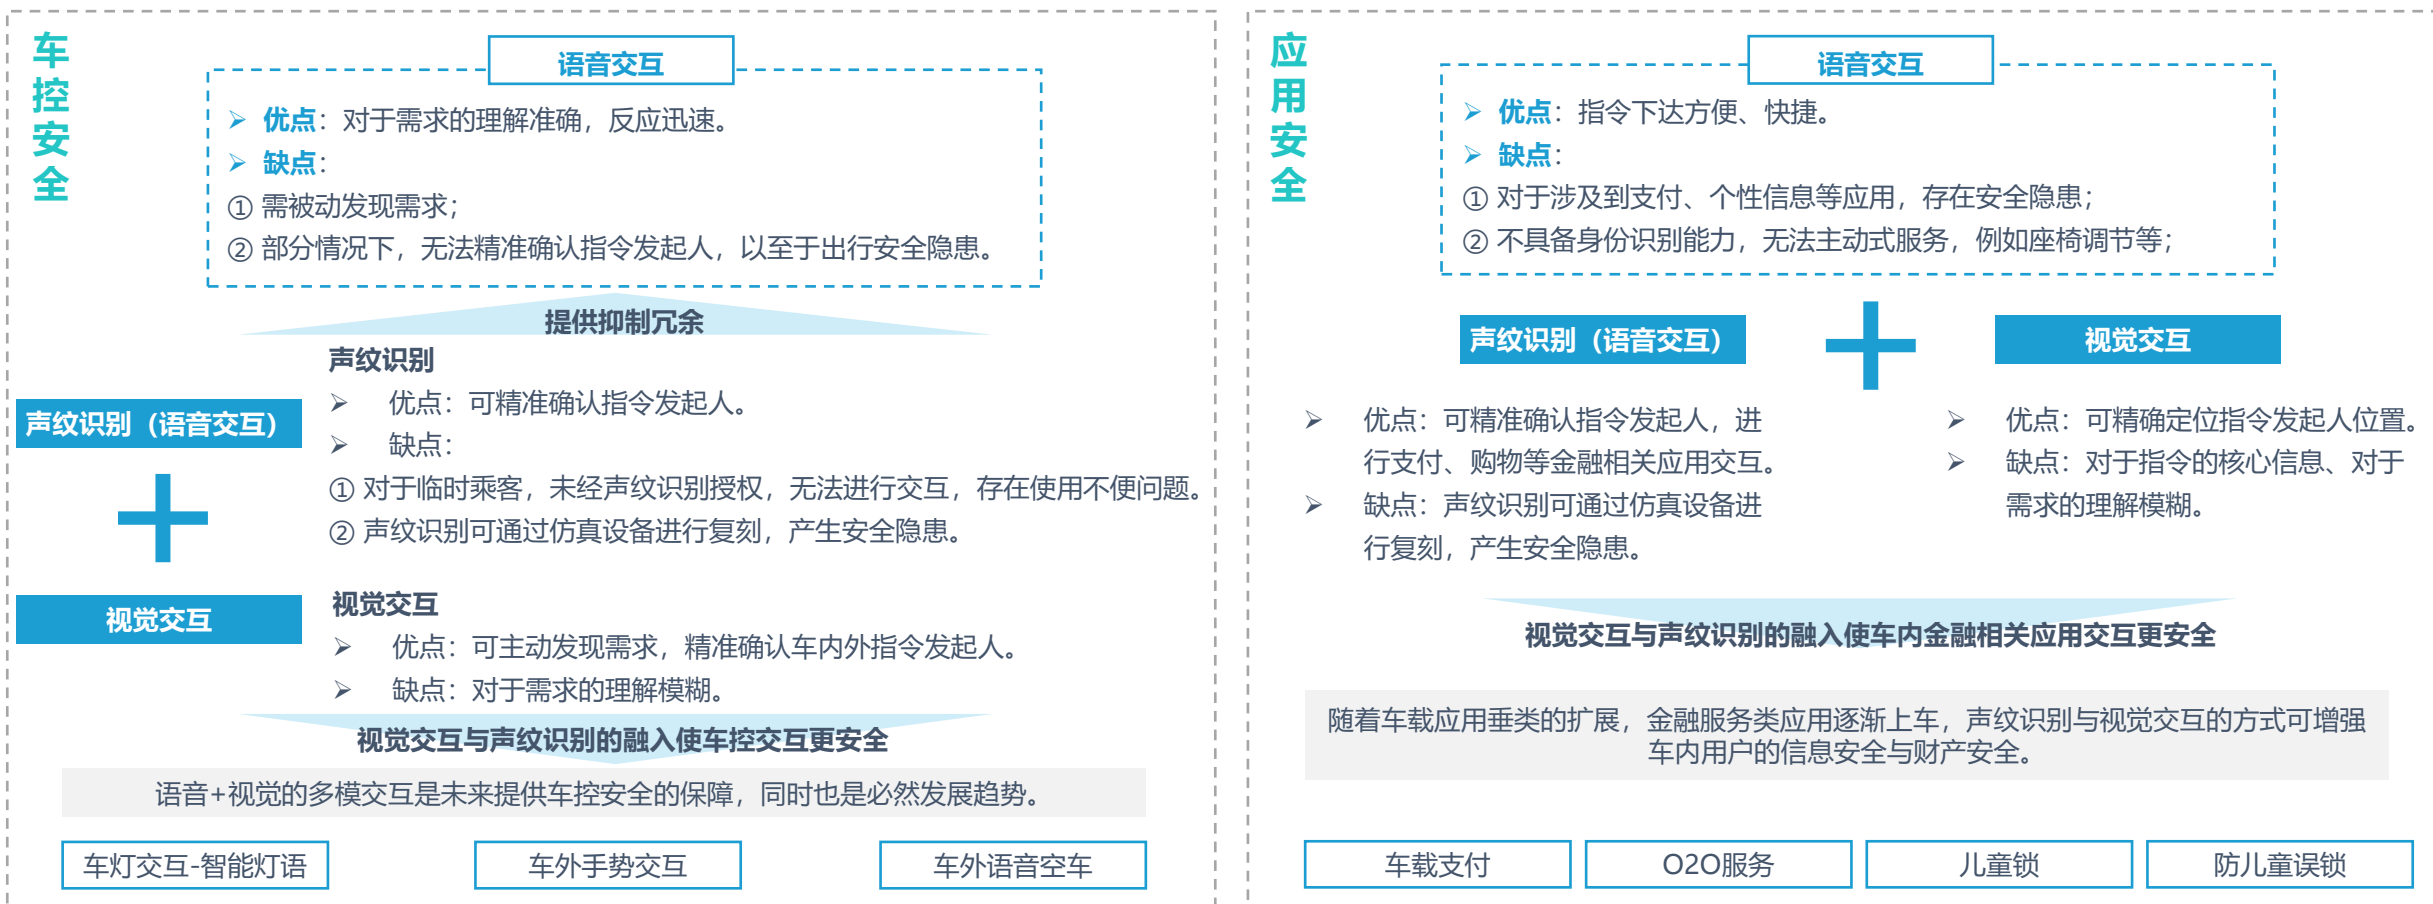 车控安全
语音交互
➢ 优点：对于需求的理解准确，反应迅速。
➢ 缺点：
① 需被动发现需求；
② 部分情况下，无法精准确认指令发起人，以至于出行安全隐患。
提供抑制冗余
声纹识别（语音交互）
视觉交互
声纹识别
➢ 优点：可精准确认指令发起人。
➢ 缺点：
① 对于临时乘客，未经声纹识别授权，无法进行交互，存在使用不便问题。
② 声纹识别可通过仿真设备进行复刻，产生安全隐患。
视觉交互
➢ 优点：可主动发现需求，精准确认车内外指令发起人。
➢ 缺点：对于需求的理解模糊。
视觉交互与声纹识别的融入使车控交互更安全
语音+视觉的多模交互是未来提供车控安全的保障，同时也是必然发展趋势。
车灯交互-智能灯语
车外手势交互
车外语音空车
应用安全
语音交互
➢ 优点：指令下达方便、快捷。
➢ 缺点：
① 对于涉及到支付、个性信息等应用，存在安全隐患；
② 不具备身份识别能力，无法主动式服务，例如座椅调节等；
声纹识别（语音交互）
➢ 优点：可精准确认指令发起人，进
行支付、购物等金融相关应用交互。
➢ 缺点：声纹识别可通过仿真设备进
行复刻，产生安全隐患。
视觉交互
➢ 优点：可精确定位指令发起人位置。
➢ 缺点：对于指令的核心信息、对于
需求的理解模糊。
视觉交互与声纹识别的融入使车内金融相关应用交互更安全
随着车载应用垂类的扩展，金融服务类应用逐渐上车，声纹识别与视觉交互的方式可增强
车内用户的信息安全与财产安全。
车载支付
O2O服务
儿童锁
防儿童误锁